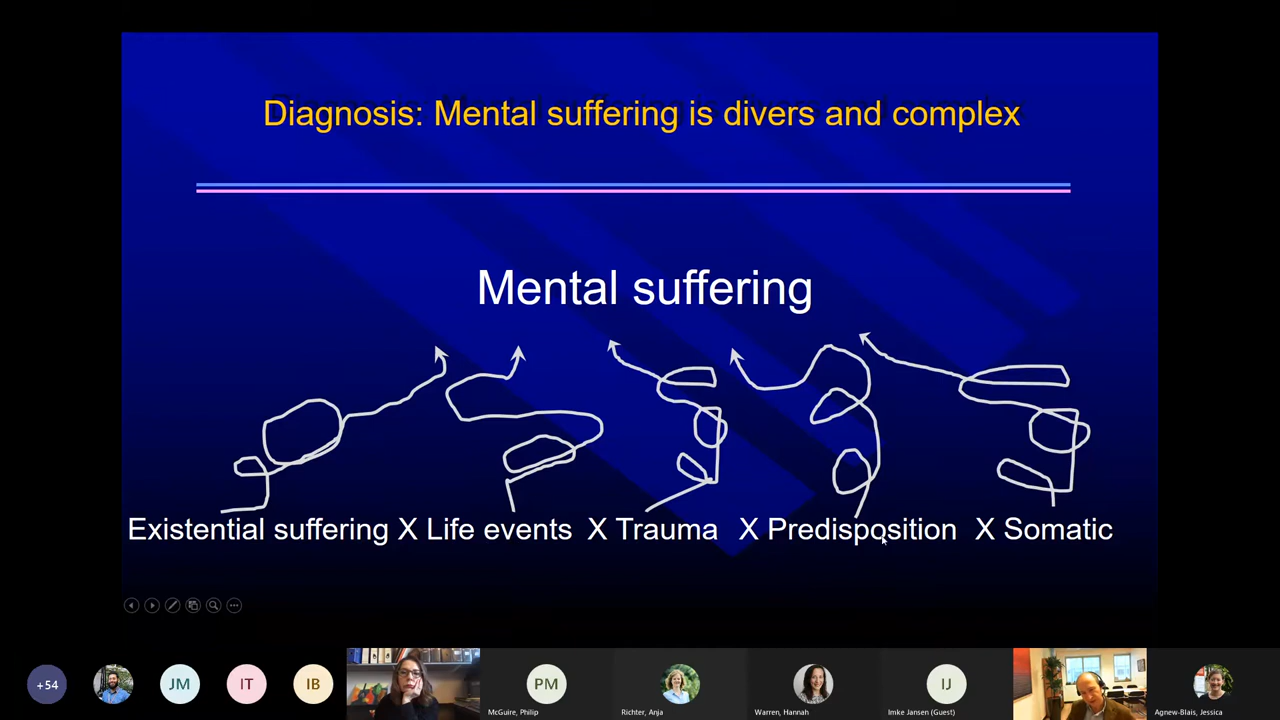 Diagnosis: Mental suffering is divers and complex
Mental suffering
Existential suffering X Life events X Trauma X Predisposition X Somatic
+54
JM
IT
IB
PM
McGuire, Philip
Richter, Anja
Warren, Hannah
IJ
Imke Jansen (Guest)
Agnew-Blais, Jessica